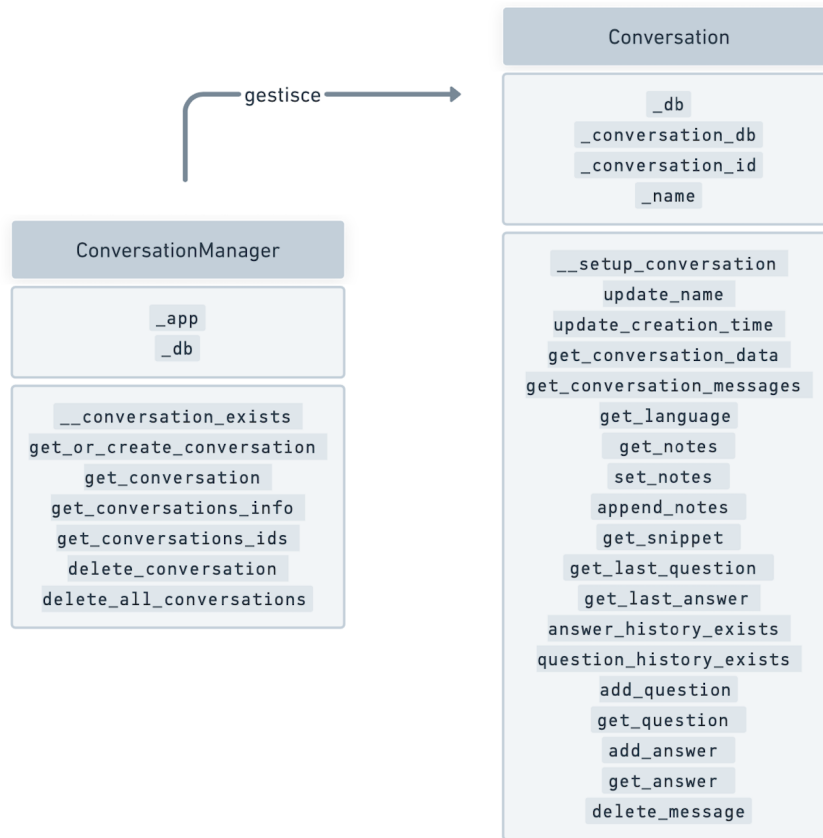 Conversation
gestisce
_db
_conversation_db
_conversation_id
_name
ConversationManager
_app
_db
__conversation_exists
get_or_create_conversation
get_conversation
get_conversations_info
get_conversations_ids
delete_conversation
delete_all_conversations
__setup_conversation
update_name
update_creation_time
get_conversation_data
get_conversation_messages
get_language
get_notes
set_notes
append_notes
get_snippet
get_last_question
get_last_answer
answer_history_exists
question_history_exists
add_question
get_question
add_answer
get_answer
delete_message